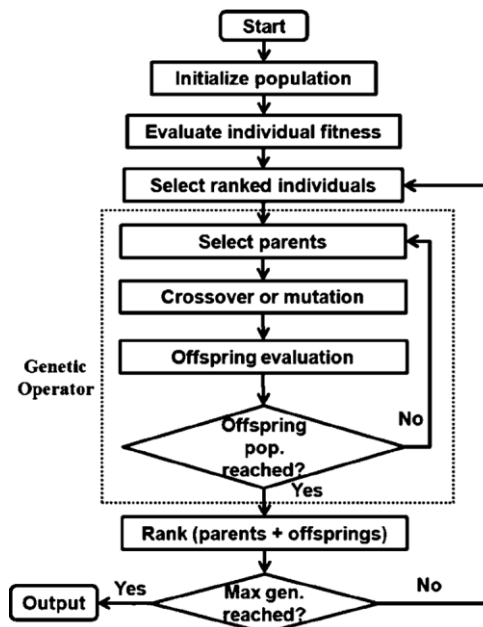 Start
Initialize population
Evaluate individual fitness
Select ranked individuals
Select parents
Crossover or mutation
Offspring evaluation
Genetic
Operator
Offspring
pop.
reached?
No
Yes
Rank (parents + offsprings)
Max gen.
reached?
Yes
No
Output